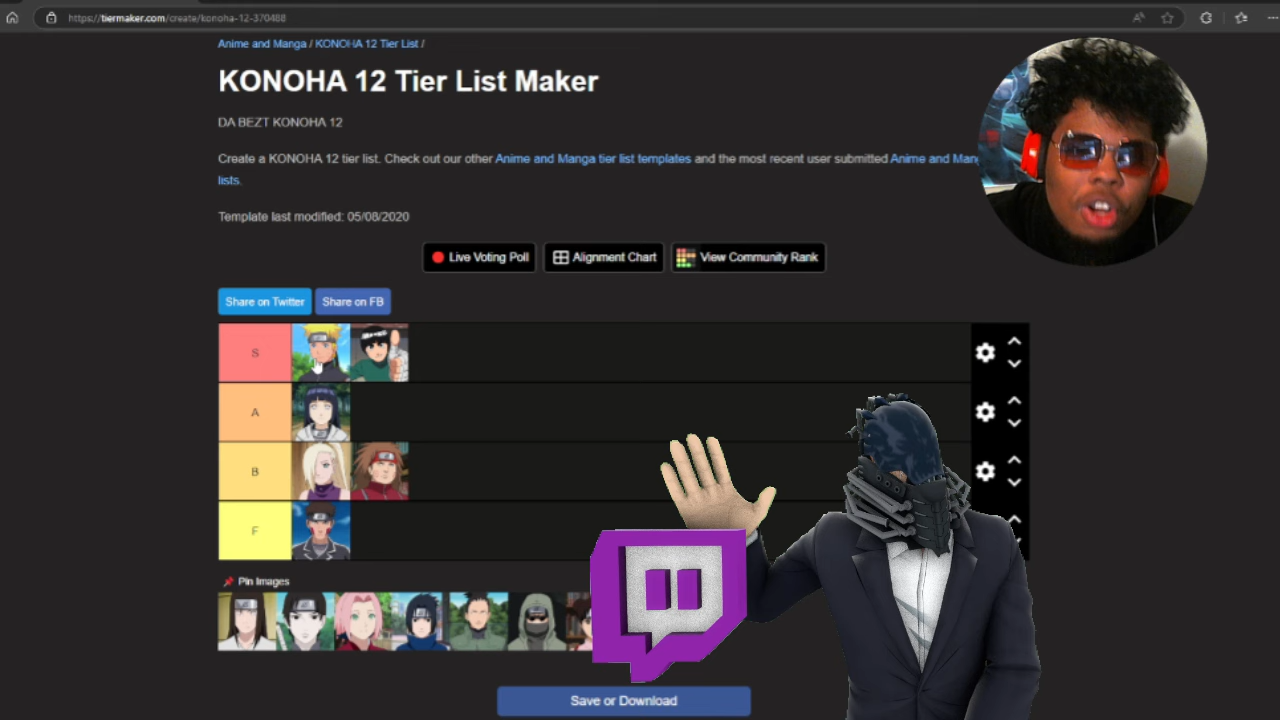 https://tiermaker.com/create/konoha-12-370488
Anime and Manga / KONOHA 12 Tier List /
KONOHA 12 Tier List Maker
DA BEZT KONOHA 12
Create a KONOHA 12 tier list. Check out our other Anime and Manga tier list templates and the most recent user submitted Anime and
lists.
Template last modified: 05/08/2020
Live Voting Poll
Alignment Chart
View Community Rank
Share on Twitter
Share on FB
S
A
B
F
Pin Images
Save or Download